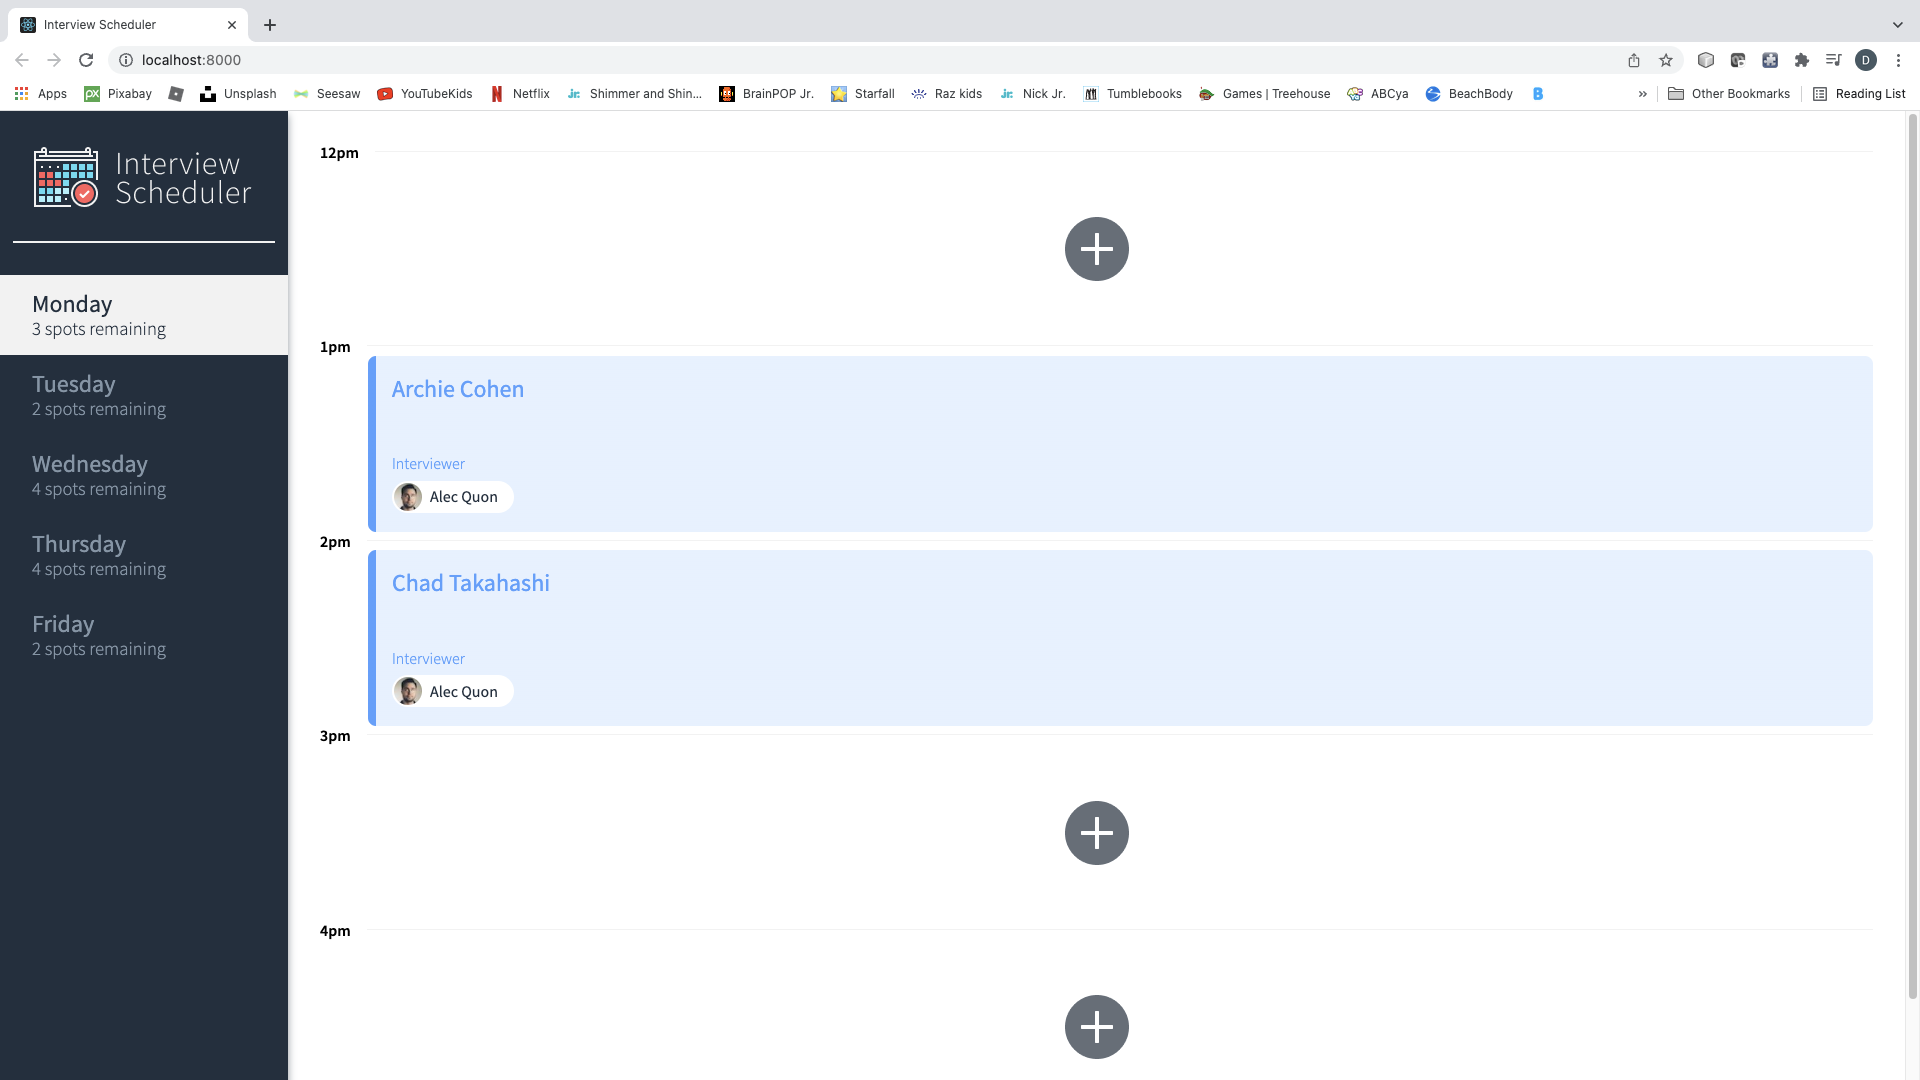 Interview Scheduler
localhost:8000
D
Apps
Pixabay
Unsplash
Seesaw
YouTubeKids
Netflix
Shimmer and Shin...
BrainPOP Jr.
Starfall
Raz kids
Nick Jr.
Tumblebooks
Games | Treehouse
ABCya
BeachBody
B
»
Other Bookmarks
Reading List
Interview
Scheduler
Monday
3 spots remaining
Tuesday
2 spots remaining
Wednesday
4 spots remaining
Thursday
4 spots remaining
Friday
2 spots remaining
12pm
1pm
Archie Cohen
Interviewer
Alec Quon
2pm
Chad Takahashi
Interviewer
Alec Quon
3pm
4pm